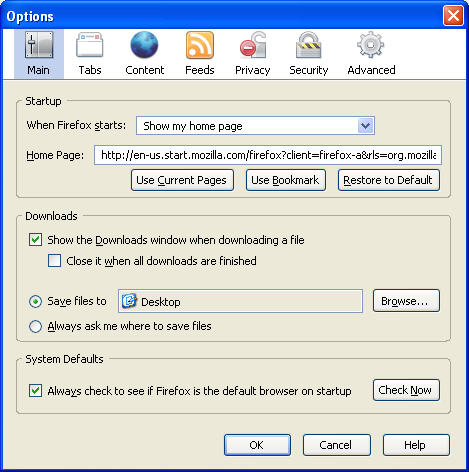 Options
Main Tabs Content Feeds Privacy Security Advanced
Startup
When Firefox starts: Show my home page
Home Page: http://en-us.start.mozilla.com/firefox?client=firefox-a&rls=org.mozilla
Use Current Pages Use Bookmark Restore to Default
Downloads
Show the Downloads window when downloading a file
Close it when all downloads are finished
Save files to Desktop Browse...
Always ask me where to save files
System Defaults
Always check to see if Firefox is the default browser on startup Check Now
OK Cancel Help